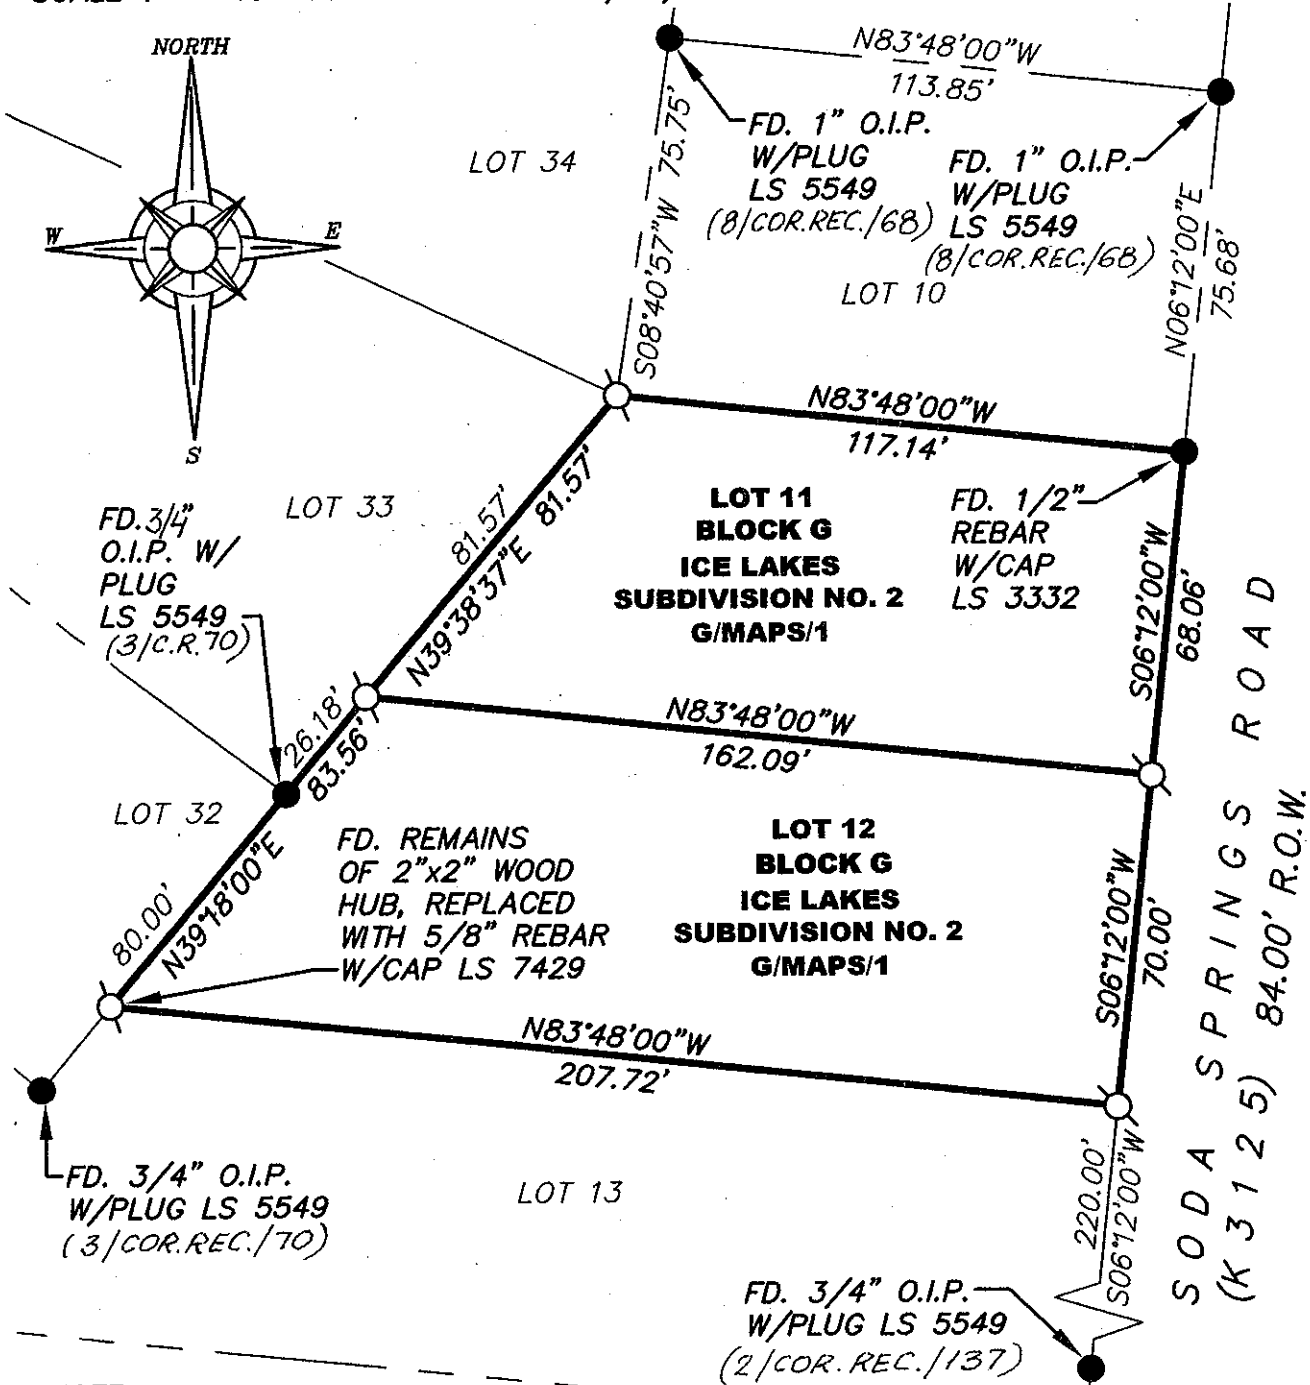 NORTH
W
E
S
N83°48'00"W
113.85'
FD. 1" O.I.P.
W/PLUG
LS 5549
(8/COR.REC./68)
FD. 1" O.I.P.
W/PLUG
LS 5549
(8/COR.REC./68)
LOT 34
S08°40'57"W 75.75'
N06°12'00"E
75.68'
LOT 10
N83°48'00"W
117.14'
LOT 33
FD. 3/4"
O.I.P. W/
PLUG
LS 5549
(3/C.R.70)
81.57'
N39°38'37"E 81.57'
LOT 11
BLOCK G
ICE LAKES
SUBDIVISION NO. 2
G/MAPS/1
FD. 1/2"
REBAR
W/CAP
LS 3332
S06°12'00"W
68.06'
N83°48'00"W
162.09'
26.18'
83.56'
LOT 32
80.00'
N39°18'00"E
FD. REMAINS
OF 2"x2" WOOD
HUB, REPLACED
WITH 5/8" REBAR
W/CAP LS 7429
LOT 12
BLOCK G
ICE LAKES
SUBDIVISION NO. 2
G/MAPS/1
S06°12'00"W
70.00'
SODA SPRINGS ROAD
(K3125) 84.00' R.O.W.
N83°48'00"W
207.72'
FD. 3/4" O.I.P.
W/PLUG LS 5549
(3/COR.REC./70)
LOT 13
220.00'
S06°12'00"W
FD. 3/4" O.I.P.
W/PLUG LS 5549
(2/COR.REC./137)